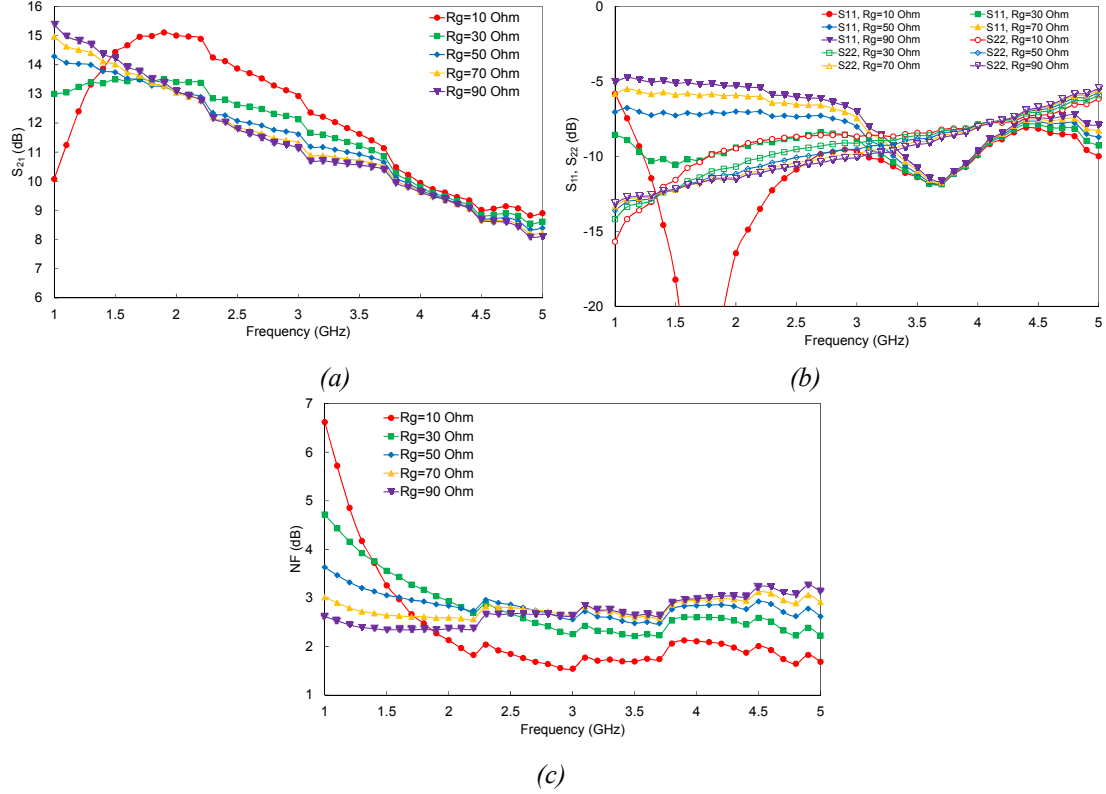 16
15
14
13
12
11
10
9
8
7
6
S21 (dB)
Rg=10 Ohm
Rg=30 Ohm
Rg=50 Ohm
Rg=70 Ohm
Rg=90 Ohm
1 1.5 2 2.5 3 3.5 4 4.5 5
Frequency (GHz)
(a)
0
-5
-10
-15
-20
S11, S22 (dB)
S11, Rg=10 Ohm S11, Rg=30 Ohm
S11, Rg=50 Ohm S11, Rg=70 Ohm
S11, Rg=90 Ohm S22, Rg=10 Ohm
S22, Rg=30 Ohm S22, Rg=50 Ohm
S22, Rg=70 Ohm S22, Rg=90 Ohm
1 1.5 2 2.5 3 3.5 4 4.5 5
Frequency (GHz)
(b)
7
6
5
4
3
2
1
NF (dB)
Rg=10 Ohm
Rg=30 Ohm
Rg=50 Ohm
Rg=70 Ohm
Rg=90 Ohm
1 1.5 2 2.5 3 3.5 4 4.5 5
Frequency (GHz)
(c)